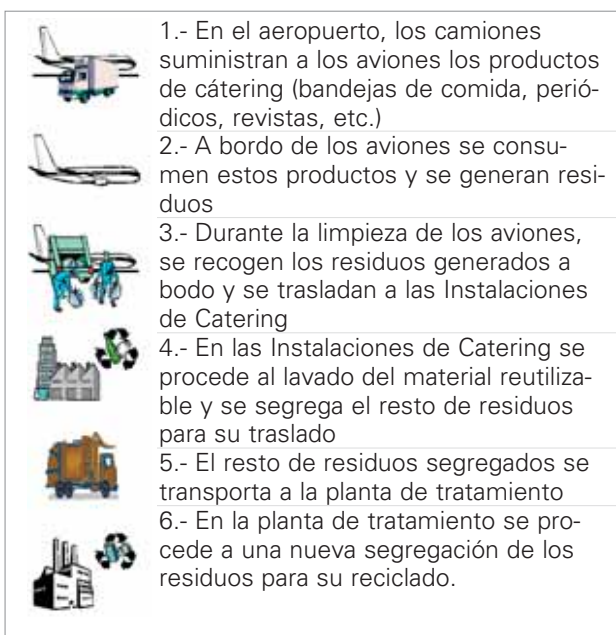 1.- En el aeropuerto, los camiones
suministran a los aviones los productos
de cátering (bandejas de comida, perió-
dicos, revistas, etc.)
2.- A bordo de los aviones se consu-
men estos productos y se generan resi-
duos
3.- Durante la limpieza de los aviones,
se recogen los residuos generados a
bodo y se trasladan a las Instalaciones
de Catering
4.- En las Instalaciones de Catering se
procede al lavado del material reutiliza-
ble y se segrega el resto de residuos
para su traslado
5.- El resto de residuos segregados se
transporta a la planta de tratamiento
6.- En la planta de tratamiento se pro-
cede a una nueva segregación de los
residuos para su reciclado.